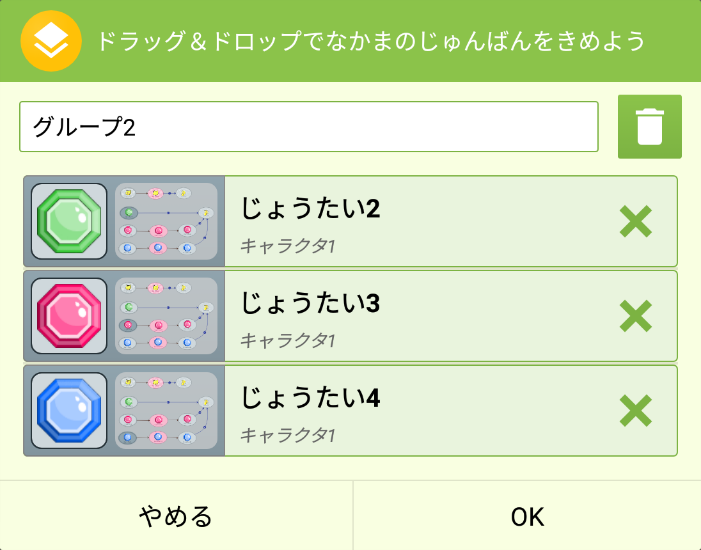 ドラッグ＆ドロップでなかまのじゅんばんをきめよう
グループ2
じょうたい2
キャラクタ1
じょうたい3
キャラクタ1
じょうたい4
キャラクタ1
やめる
OK